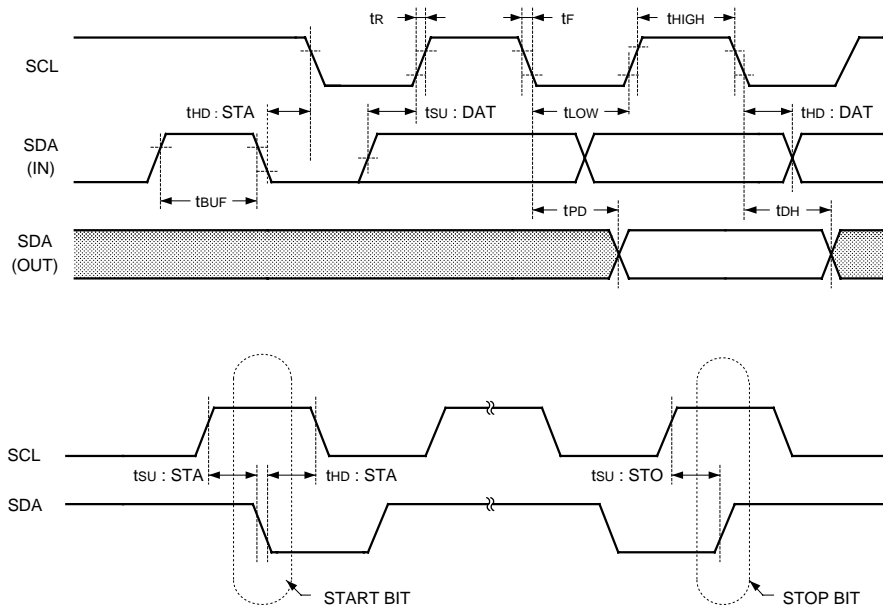 tR
tF
tHIGH
SCL
tHD : STA
tSU : DAT
tLOW
tHD : DAT
SDA
(IN)
tBUF
tPD
tDH
SDA
(OUT)
SCL
tSU : STA
tHD : STA
tSU : STO
SDA
START BIT
STOP BIT